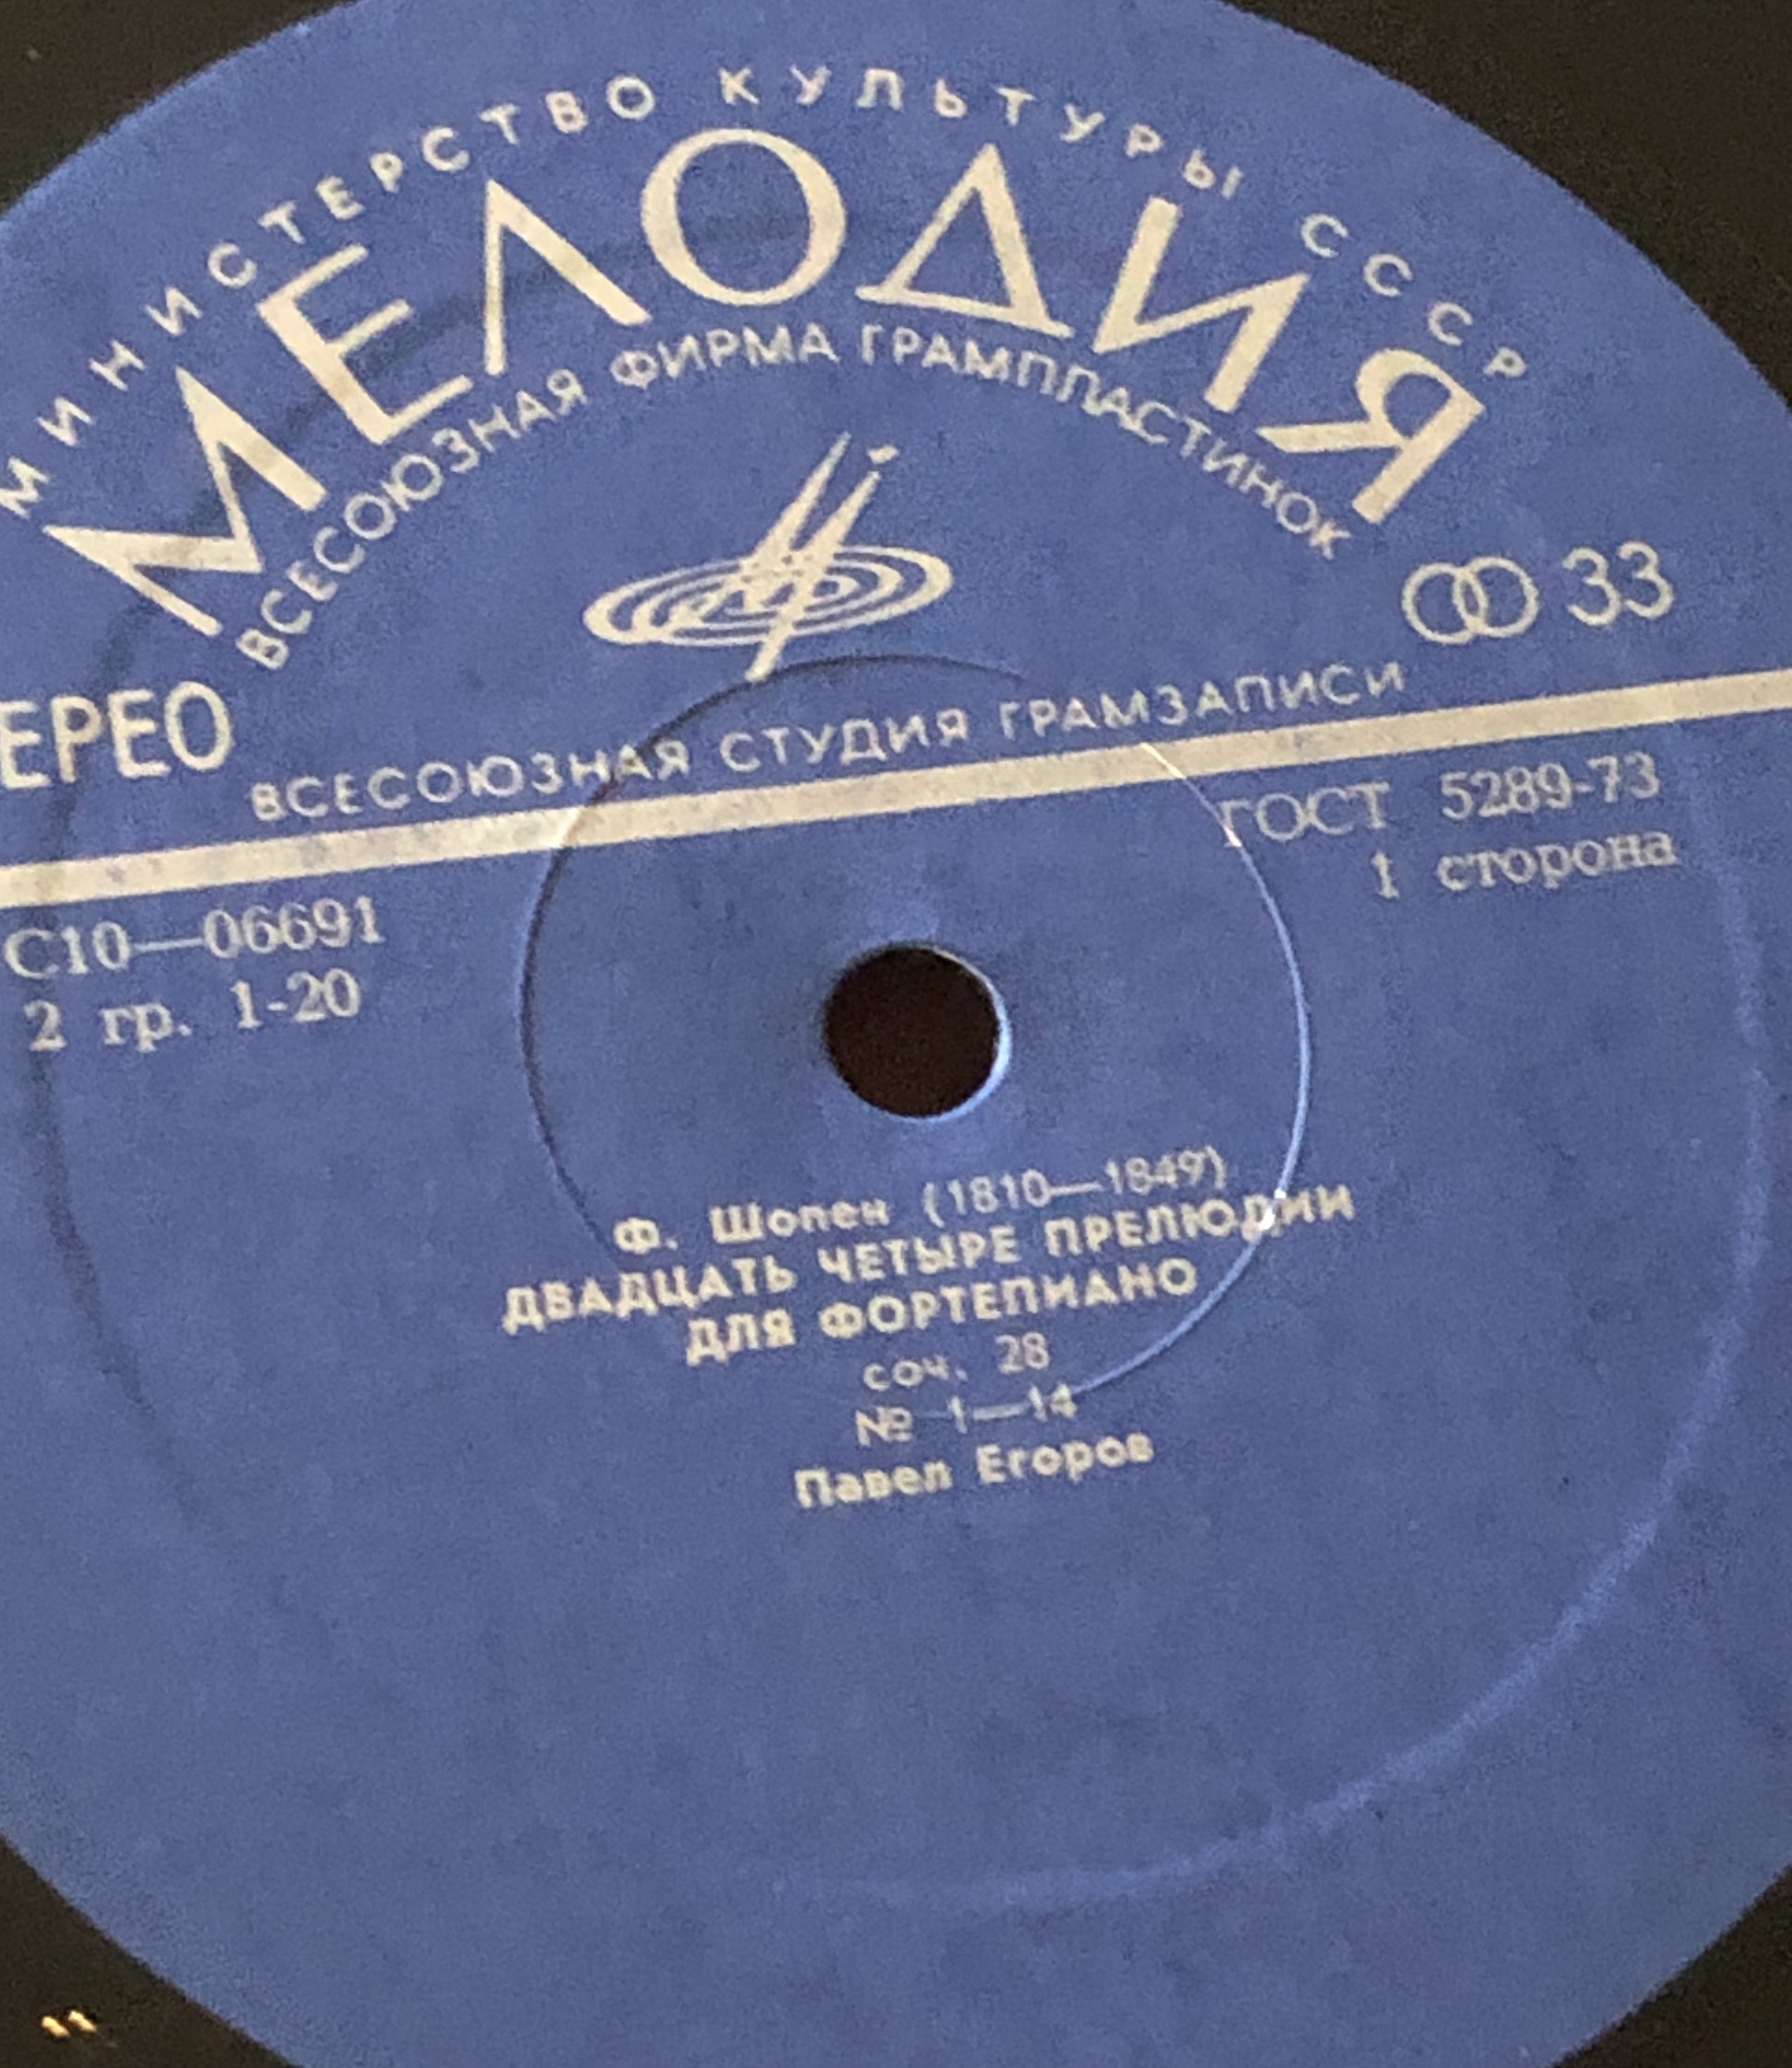 МИНИСТЕРСТВО КУЛЬТУРЫ СССР
МЕЛОДИЯ
ВСЕСОЮЗНАЯ ФИРМА ГРАМПЛАСТИНОК
33
ЕРЕО
ВСЕСОЮЗНАЯ СТУДИЯ ГРАМЗАПИСИ
ГОСТ 5289-73
1 сторона
С10—06691
2 гр. 1-20
Ф. Шопен (1810—1849)
ДВАДЦАТЬ ЧЕТЫРЕ ПРЕЛЮДИИ
ДЛЯ ФОРТЕПИАНО
соч. 28
№ 1—14
Павел Егоров